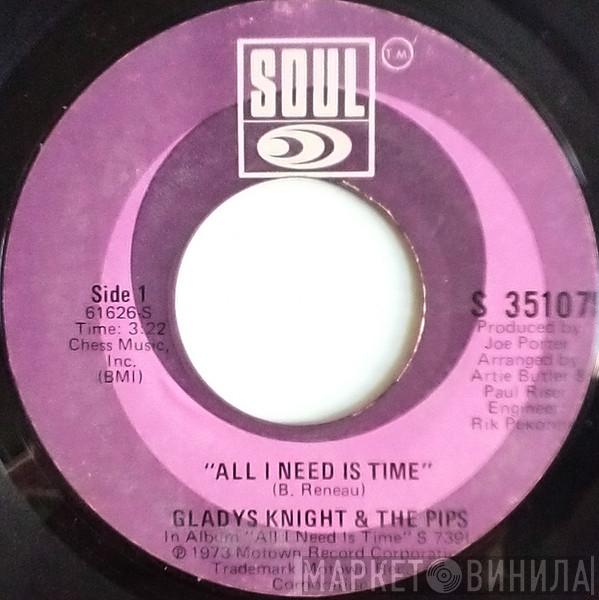 SOUL
TM
Side 1
61626-S
Time: 3:22
Chess Music,
Inc.
(BMI)
S 35107
Produced by
Joe Porter
Arranged by
Artie Butler &
Paul Riser
Engineer
Rik
"ALL I NEED IS TIME"
(B. Reneau)
GLADYS KNIGHT & THE PIPS
In Album "All I Need Is Time" S 739
℗ 1973 Motown Record
Trademark
МАРКЕТ ВИНИЛА